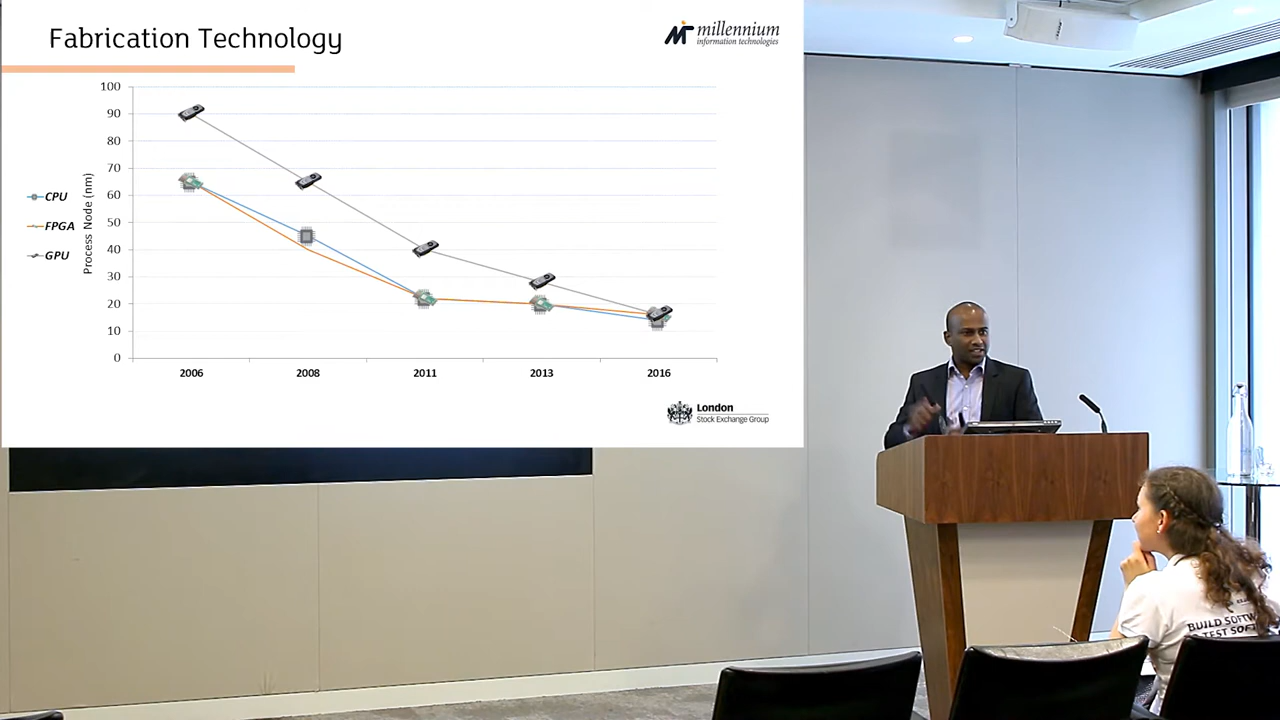 Fabrication Technology
millennium
information technologies
100
90
80
70
60
50
40
30
20
10
0
Process Node (nm)
CPU
FPGA
GPU
2006
2008
2011
2013
2016
London
Stock Exchange Group
BUILD SOFTW
TEST SOFT